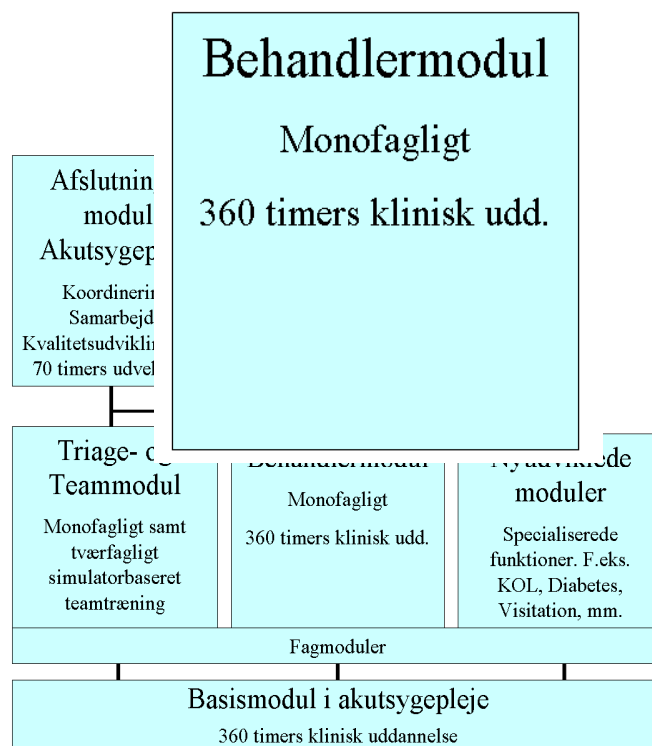 Behandlermodul
Monofagligt
360 timers klinisk udd.
Afslutnin
modul
Akutsygep
Koordinerin
Samarbejd
Kvalitetsudviklin
70 timers udvek
Triage- og
Teammodul
Monofagligt samt
tværfagligt
simulatorbaseret
teamtræning
Behandlermodul
Monofagligt
360 timers klinisk udd.
Nyudviklede
moduler
Specialiserede
funktioner. F.eks.
KOL, Diabetes,
Visitation, mm.
Fagmoduler
Basismodul i akutsygepleje
360 timers klinisk uddannelse